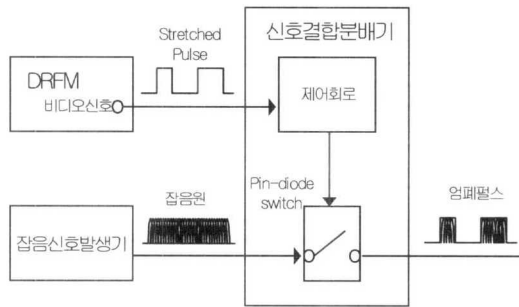 Stretched
Pulse
신호결합분배기
DRFM
비디오신호
제어회로
잡음원
Pin-diode
switch
엄폐펄스
잡음신호발생기